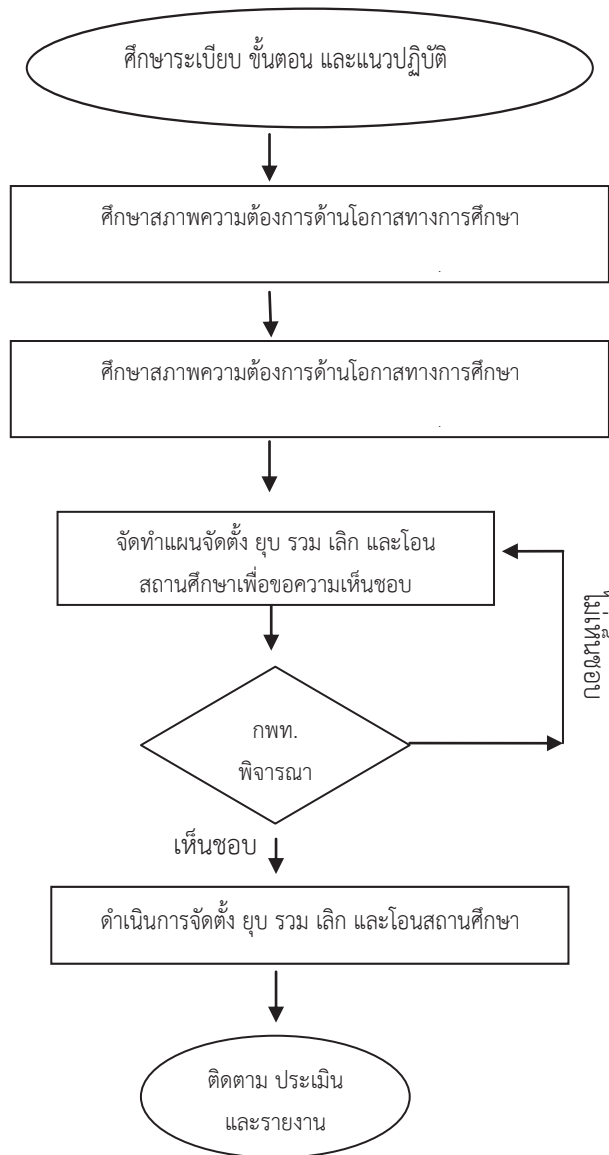 ศึกษาระเบียบ ขั้นตอน และแนวปฏิบัติ
ศึกษาสภาพความต้องการด้านโอกาสทางการศึกษา
ศึกษาสภาพความต้องการด้านโอกาสทางการศึกษา
จัดทำแผนจัดตั้ง ยุบ รวม เลิก และโอน
สถานศึกษาเพื่อขอความเห็นชอบ
ไม่เห็นชอบ
กพท.
พิจารณา
เห็นชอบ
ดำเนินการจัดตั้ง ยุบ รวม เลิก และโอนสถานศึกษา
ติดตาม ประเมิน
และรายงาน